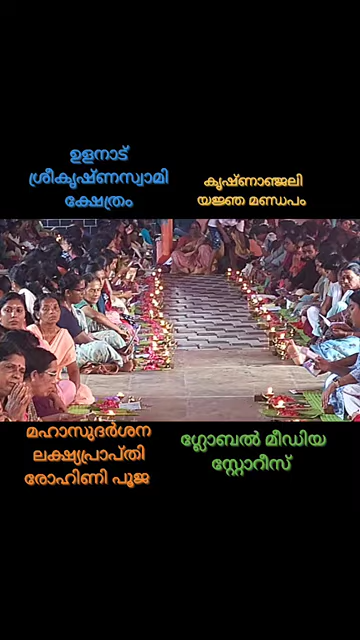 ഉളനാട്
ശ്രീകൃഷ്ണസ്വാമി
ക്ഷേത്രം
കൃഷ്ണാഞ്ജലി
യജ്ഞ മണ്ഡപം
മഹാസുദർശന
ലക്ഷ്യപ്രാപ്തി
രോഹിണി പൂജ
ഗ്ലോബൽ മീഡിയ
സ്റ്റോറീസ്